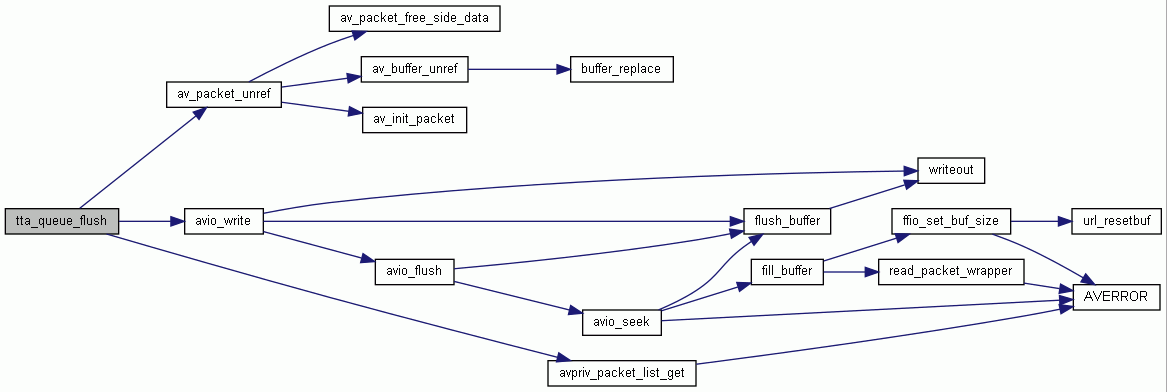 av_packet_free_side_data
av_buffer_unref
buffer_replace
av_packet_unref
av_init_packet
writeout
tta_queue_flush
avio_write
flush_buffer
ffio_set_buf_size
url_resetbuf
avio_flush
fill_buffer
read_packet_wrapper
AVERROR
avio_seek
avpriv_packet_list_get